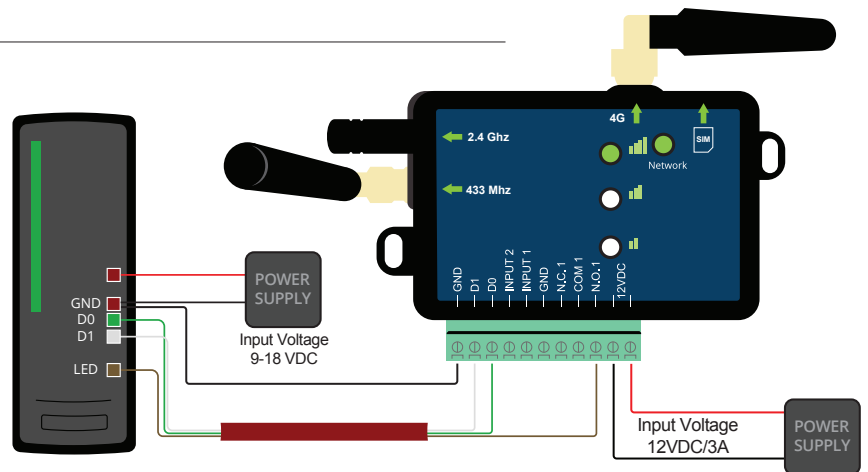 4G
SIM
2.4 Ghz
Network
433 Mhz
GND
D1
D0
INPUT 2
INPUT 1
GND
N.C. 1
COM 1
N.O. 1
12VDC
GND
D0
D1
LED
POWER
SUPPLY
Input Voltage
9-18 VDC
Input Voltage
12VDC/3A
POWER
SUPPLY